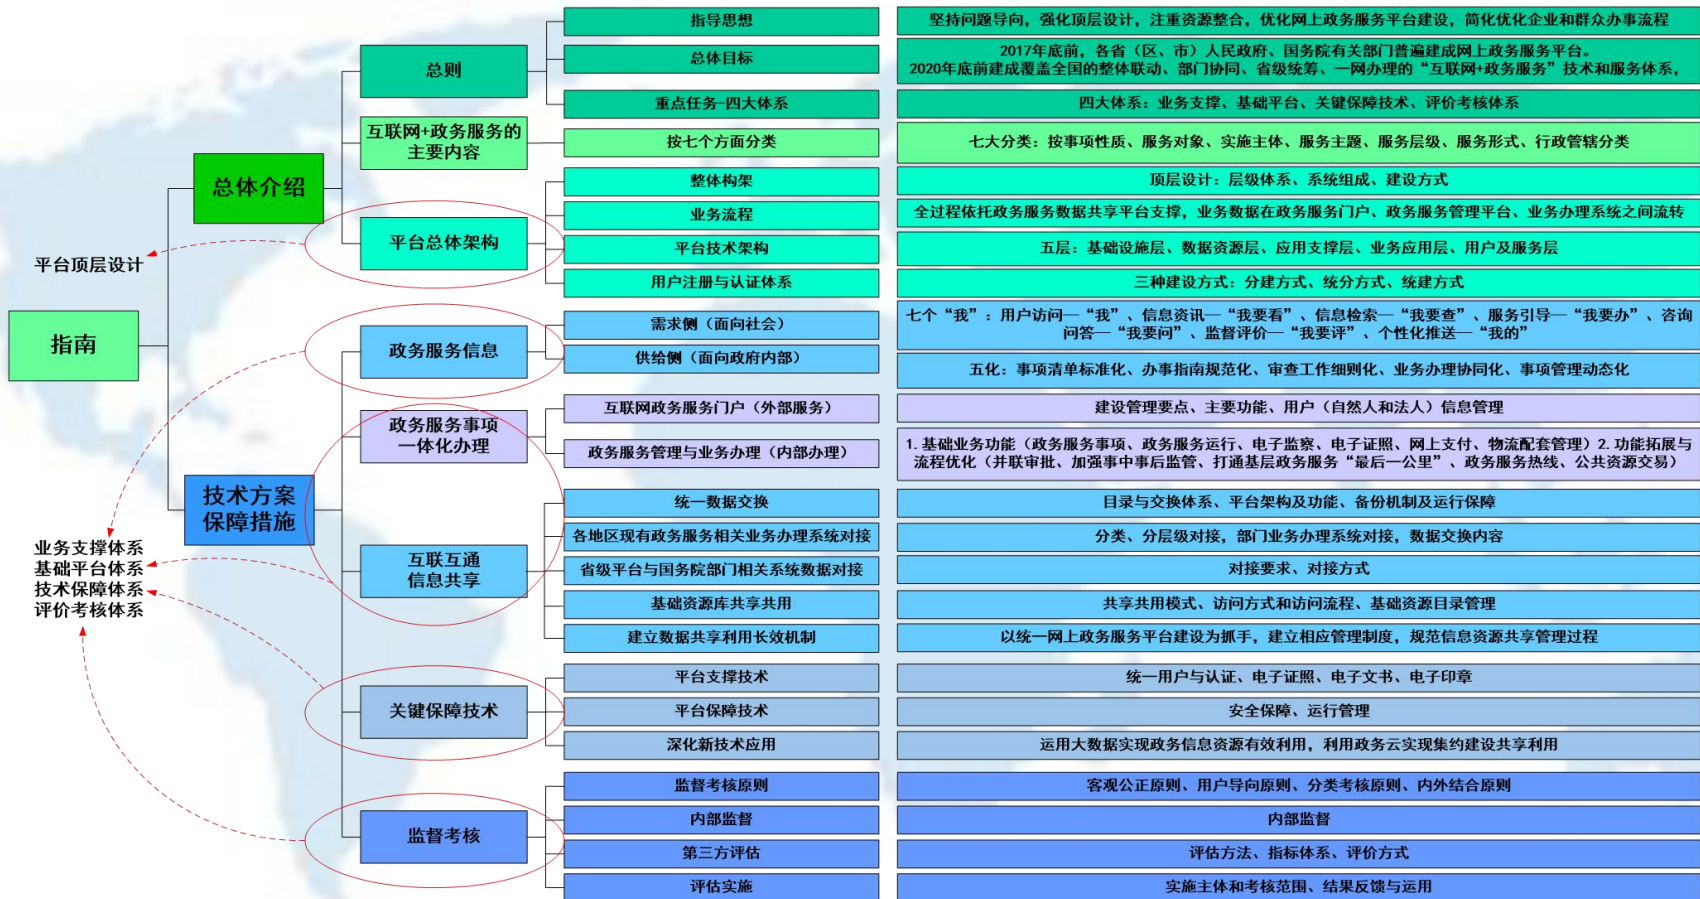 指导思想
坚持问题导向，强化顶层设计，注重资源整合，优化网上政务服务平台建设，简化优化企业和群众办事流程
总则
总体目标
2017年底前，各省（区、市）人民政府、国务院有关部门普遍建成网上政务服务平台。
2020年底前建成覆盖全国的整体联动、部门协同、省级统筹、一网办理的“互联网+政务服务”技术和服务体系，
重点任务-四大体系
四大体系：业务支撑、基础平台、关键保障技术、评价考核体系
互联网+政务服务的
主要内容
按七个方面分类
七大分类：按事项性质、服务对象、实施主体、服务主题、服务层级、服务形式、行政管辖分类
总体介绍
整体构架
顶层设计：层级体系、系统组成、建设方式
业务流程
全过程依托政务服务数据共享平台支撑，业务数据在政务服务门户、政务服务管理平台、业务办理系统之间流转
平台总体架构
平台技术架构
五层：基础设施层、数据资源层、应用支撑层、业务应用层、用户及服务层
平台顶层设计
用户注册与认证体系
三种建设方式：分建方式、统分方式、统建方式
指南
政务服务信息
需求侧（面向社会）
七个“我”：用户访问—“我”、信息资讯—“我要看”、信息检索—“我要查”、服务引导—“我要办”、咨询
问答—“我要问”、监督评价—“我要评”、个性化推送—“我的”
供给侧（面向政府内部）
五化：事项清单标准化、办事指南规范化、审查工作细则化、业务办理协同化、事项管理动态化
政务服务事项
一体化办理
互联网政务服务门户（外部服务）
建设管理要点、主要功能、用户（自然人和法人）信息管理
政务服务管理与业务办理（内部办理）
1.基础业务功能（政务服务事项、政务服务运行、电子监察、电子证照、网上支付、物流配套管理）2.功能拓展与
流程优化（并联审批、加强事中事后监管、打通基层政务服务“最后一公里”、政务服务热线、公共资源交易）
技术方案
保障措施
统一数据交换
目录与交换体系、平台架构及功能、备份机制及运行保障
各地区现有政务服务相关业务办理系统对接
分类、分层级对接，部门业务办理系统对接，数据交换内容
互联互通
信息共享
省级平台与国务院部门相关系统数据对接
对接要求、对接方式
基础资源库共享共用
共享共用模式、访问方式和访问流程、基础资源目录管理
建立数据共享利用长效机制
以统一网上政务服务平台建设为抓手，建立相应管理制度，规范信息资源共享管理过程
业务支撑体系
基础平台体系
技术保障体系
评价考核体系
平台支撑技术
统一用户与认证、电子证照、电子文书、电子印章
关键保障技术
平台保障技术
安全保障、运行管理
深化新技术应用
运用大数据实现政务信息资源有效利用，利用政务云实现集约建设共享利用
监督考核原则
客观公正原则、用户导向原则、分类考核原则、内外结合原则
监督考核
内部监督
内部监督
第三方评估
评估方法、指标体系、评价方式
评估实施
实施主体和考核范围、结果反馈与运用